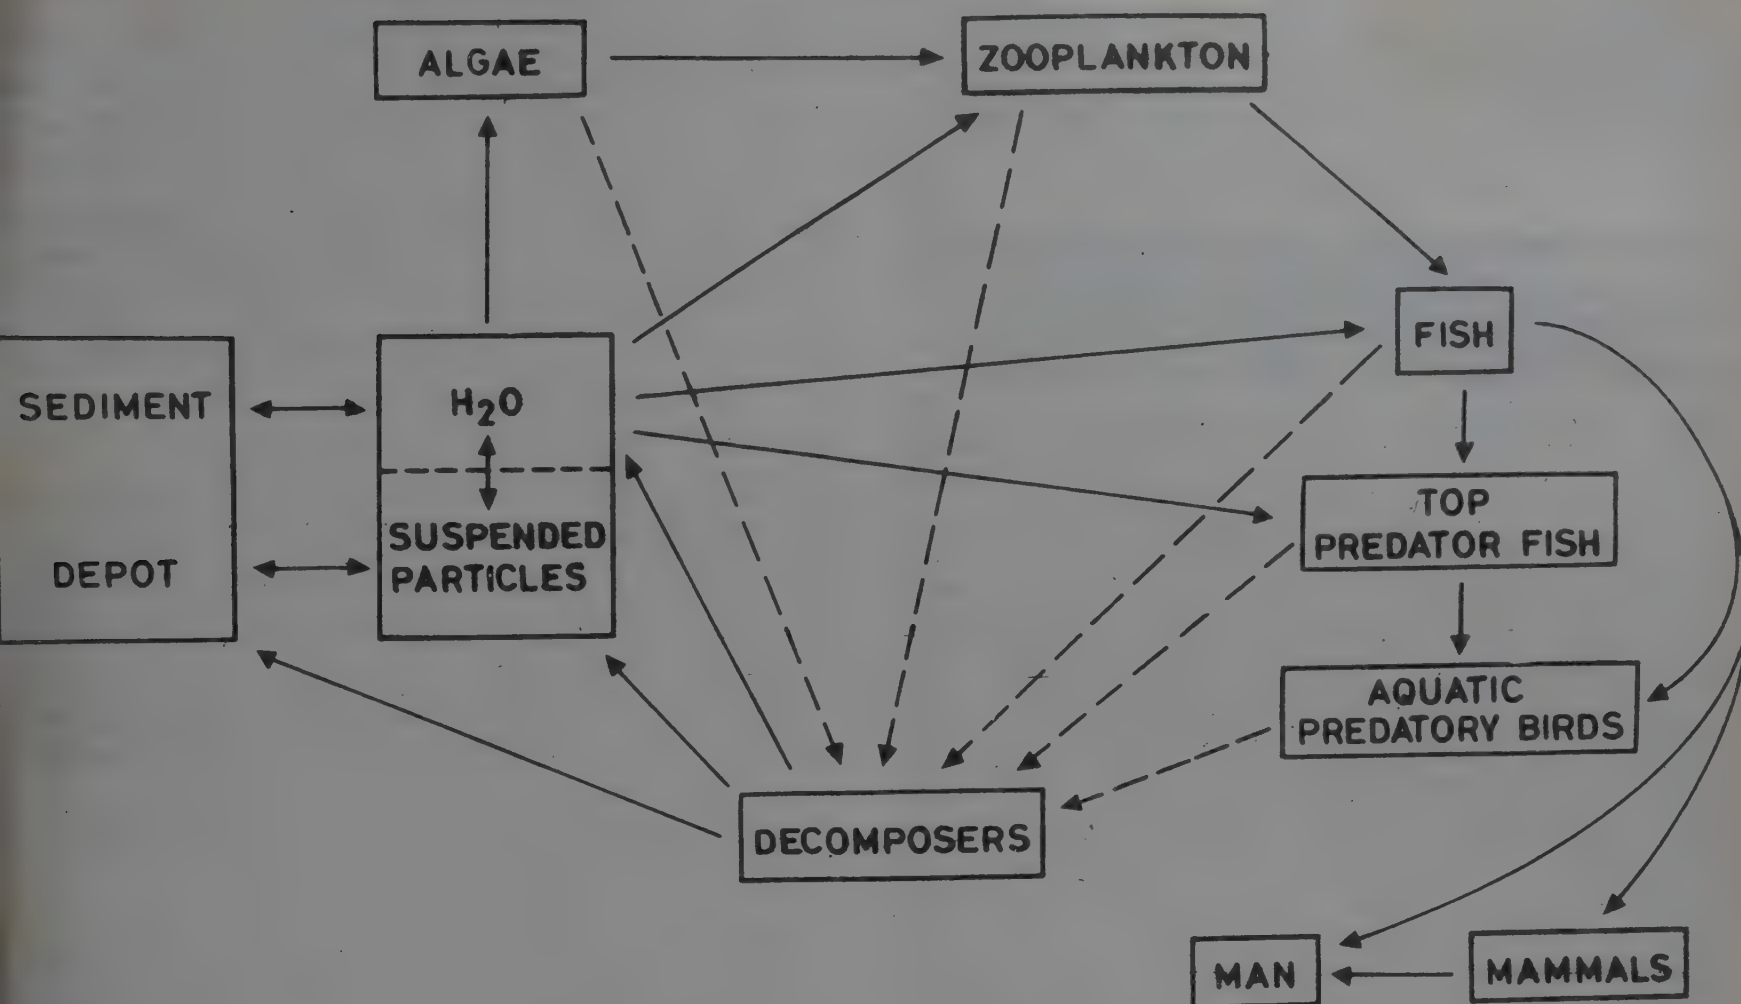 ALGAE
ZOOPLANKTON
FISH
SEDIMENT
H₂O
TOP
PREDATOR FISH
SUSPENDED
PARTICLES
DEPOT
AQUATIC
PREDATORY BIRDS
DECOMPOSERS
MAN
MAMMALS